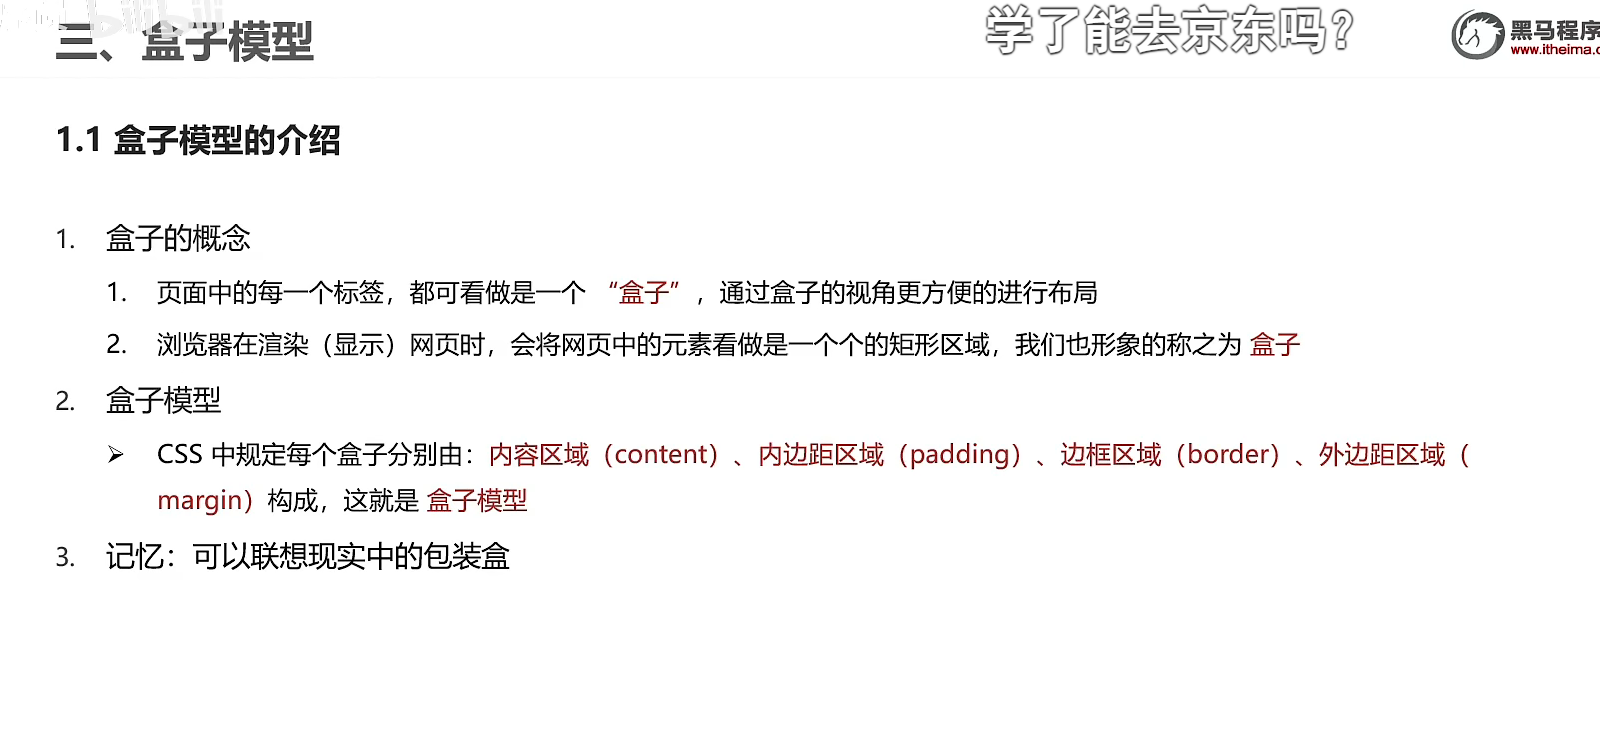 三、盒子模型
学了能去京东吗？
黑马程序
www.itheima.c
1.1 盒子模型的介绍
1. 盒子的概念
1. 页面中的每一个标签，都可看做是一个 “盒子”，通过盒子的视角更方便的进行布局
2. 浏览器在渲染（显示）网页时，会将网页中的元素看做是一个个的矩形区域，我们也形象的称之为 盒子
2. 盒子模型
➢ CSS 中规定每个盒子分别由：内容区域（content）、内边距区域（padding）、边框区域（border）、外边距区域（
margin）构成，这就是 盒子模型
3. 记忆：可以联想现实中的包装盒